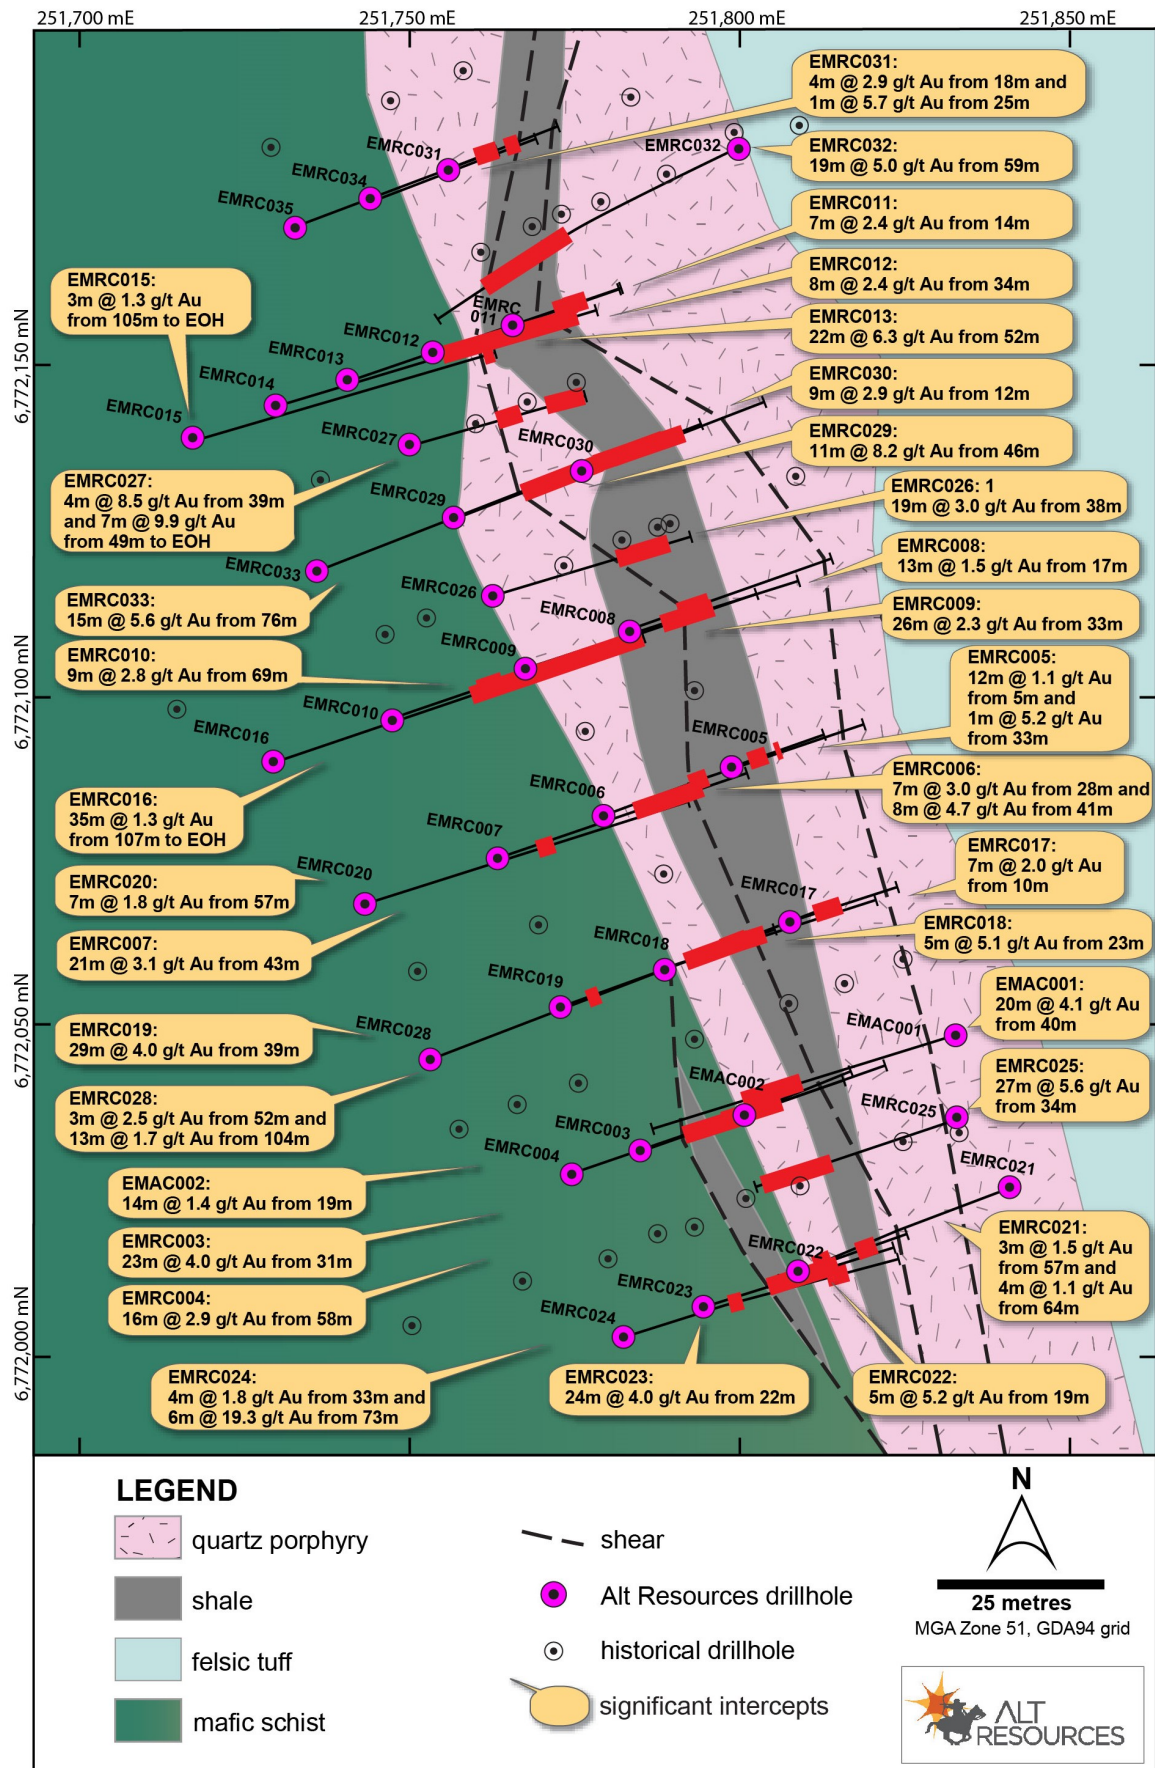 251,700 mE
251,750 mE
251,800 mE
251,850 mE
6,772,150 mN
6,772,100 mN
6,772,050 mN
6,772,000 mN
EMRC031:
4m @ 2.9 g/t Au from 18m and
1m @ 5.7 g/t Au from 25m
EMRC032:
19m @ 5.0 g/t Au from 59m
EMRC011:
7m @ 2.4 g/t Au from 14m
EMRC012:
8m @ 2.4 g/t Au from 34m
EMRC013:
22m @ 6.3 g/t Au from 52m
EMRC030:
9m @ 2.9 g/t Au from 12m
EMRC029:
11m @ 8.2 g/t Au from 46m
EMRC026: 1
19m @ 3.0 g/t Au from 38m
EMRC008:
13m @ 1.5 g/t Au from 17m
EMRC009:
26m @ 2.3 g/t Au from 33m
EMRC005:
12m @ 1.1 g/t Au
from 5m and
1m @ 5.2 g/t Au
from 33m
EMRC006:
7m @ 3.0 g/t Au from 28m and
8m @ 4.7 g/t Au from 41m
EMRC017:
7m @ 2.0 g/t Au
from 10m
EMRC018:
5m @ 5.1 g/t Au from 23m
EMAC001:
20m @ 4.1 g/t Au
from 40m
EMRC025:
27m @ 5.6 g/t Au
from 34m
EMRC021:
3m @ 1.5 g/t Au
from 57m and
4m @ 1.1 g/t Au
from 64m
EMRC022:
5m @ 5.2 g/t Au from 19m
EMRC023:
24m @ 4.0 g/t Au from 22m
EMRC015:
3m @ 1.3 g/t Au
from 105m to EOH
EMRC027:
4m @ 8.5 g/t Au from 39m
and 7m @ 9.9 g/t Au
from 49m to EOH
EMRC033:
15m @ 5.6 g/t Au from 76m
EMRC010:
9m @ 2.8 g/t Au from 69m
EMRC016:
35m @ 1.3 g/t Au
from 107m to EOH
EMRC020:
7m @ 1.8 g/t Au from 57m
EMRC007:
21m @ 3.1 g/t Au from 43m
EMRC019:
29m @ 4.0 g/t Au from 39m
EMRC028:
3m @ 2.5 g/t Au from 52m and
13m @ 1.7 g/t Au from 104m
EMAC002:
14m @ 1.4 g/t Au from 19m
EMRC003:
23m @ 4.0 g/t Au from 31m
EMRC004:
16m @ 2.9 g/t Au from 58m
EMRC024:
4m @ 1.8 g/t Au from 33m and
6m @ 19.3 g/t Au from 73m
EMRC031
EMRC032
EMRC034
EMRC035
EMRC
011
EMRC012
EMRC013
EMRC014
EMRC015
EMRC027
EMRC030
EMRC029
EMRC033
EMRC026
EMRC008
EMRC009
EMRC010
EMRC016
EMRC005
EMRC006
EMRC007
EMRC020
EMRC017
EMRC018
EMRC019
EMRC028
EMAC001
EMAC002
EMRC003
EMRC004
EMRC025
EMRC021
EMRC022
EMRC023
EMRC024
LEGEND
quartz porphyry
shale
felsic tuff
mafic schist
shear
Alt Resources drillhole
historical drillhole
significant intercepts
N
25 metres
MGA Zone 51, GDA94 grid
ALT
RESOURCES